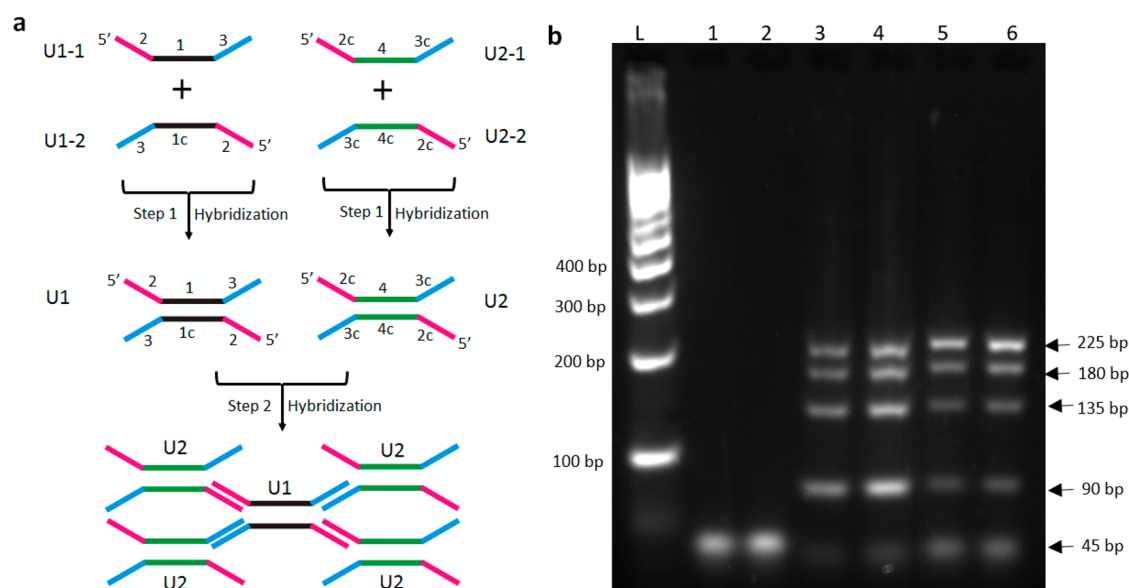 a
U1-1
5’ 2 1 3
2c 4 3c
5’
U2-1
+
+
U1-2
3 1c 2 5’
3c 4c 2c 5’
U2-2
Step 1 Hybridization
Step 1 Hybridization
U1
5’ 2 1 3
3 1c 2 5’
5’ 2c 4 3c
3c 4c 2c 5’
U2
Step 2 Hybridization
U2
U2
U1
U2
U2
b
L 1 2 3 4 5 6
400 bp
300 bp
200 bp
100 bp
225 bp
180 bp
135 bp
90 bp
45 bp